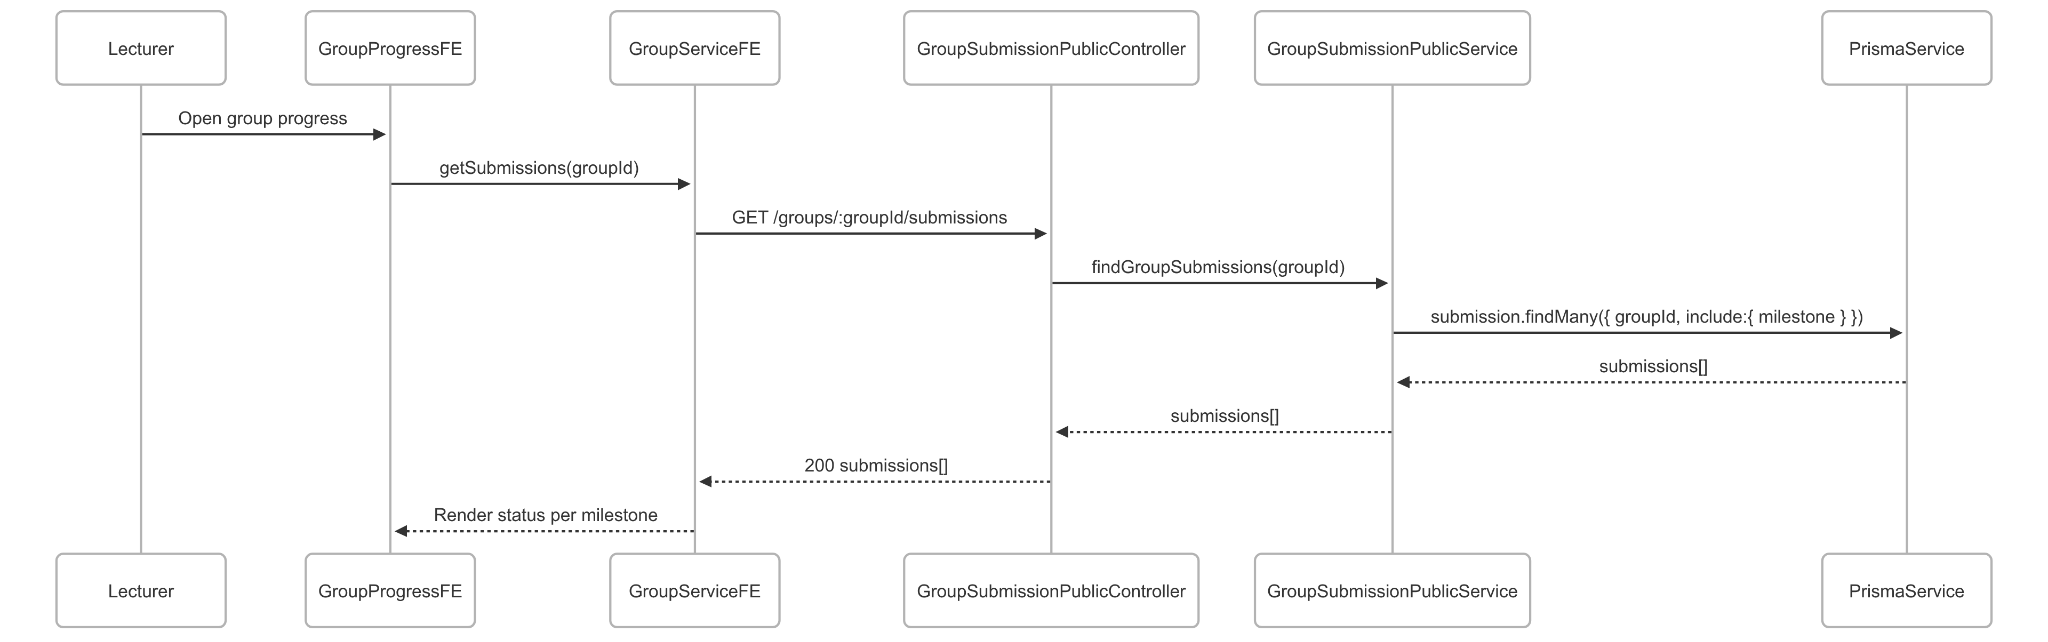 Lecturer
GroupProgressFE
GroupServiceFE
GroupSubmissionPublicController
GroupSubmissionPublicService
PrismaService
Open group progress
getSubmissions(groupId)
GET /groups/:groupId/submissions
findGroupSubmissions(groupId)
submission.findMany({ groupId, include:{ milestone } })
submissions[]
submissions[]
200 submissions[]
Render status per milestone
Lecturer
GroupProgressFE
GroupServiceFE
GroupSubmissionPublicController
GroupSubmissionPublicService
PrismaService